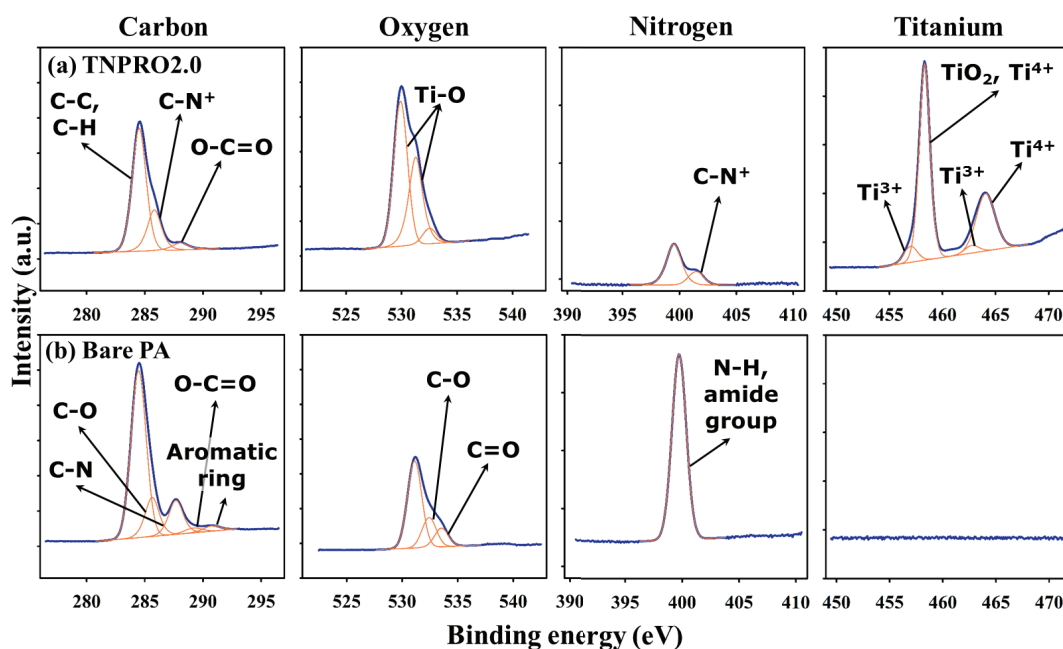 Carbon
Oxygen
Nitrogen
Titanium
Intensity (a.u.)
(a) TNPRO2.0
C-C,
C-H
C-N⁺
O-C=O
280 285 290 295
Ti-O
525 530 535 540
C-N⁺
390 395 400 405 410
TiO₂, Ti⁴⁺
Ti³⁺
Ti³⁺
Ti⁴⁺
450 455 460 465 470
(b) Bare PA
C-O
C-N
O-C=O
Aromatic
ring
280 285 290 295
C-O
C=O
525 530 535 540
N-H,
amide
group
390 395 400 405 410
450 455 460 465 470
Binding energy (eV)